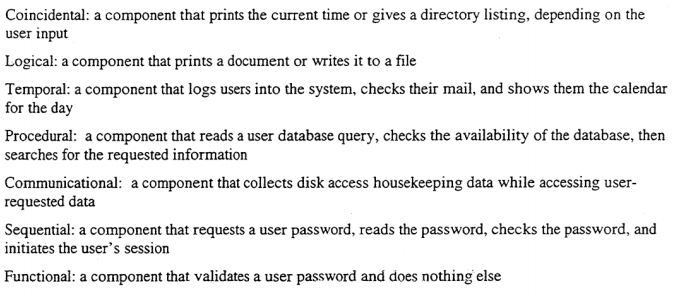 Coincidental: a component that prints the current time or gives a directory listing, depending on the
user input
Logical: a component that prints a document or writes it to a file
Temporal: a component that logs users into the system, checks their mail, and shows them the calendar
for the day
Procedural:  a component that reads a user database query, checks the availability of the database, then
searches for the requested information
Communicational:  a component that collects disk access housekeeping data while accessing user-
requested data
Sequential: a component that requests a user password, reads the password, checks the password, and
initiates the user's session
Functional: a component that validates a user password and does nothing else